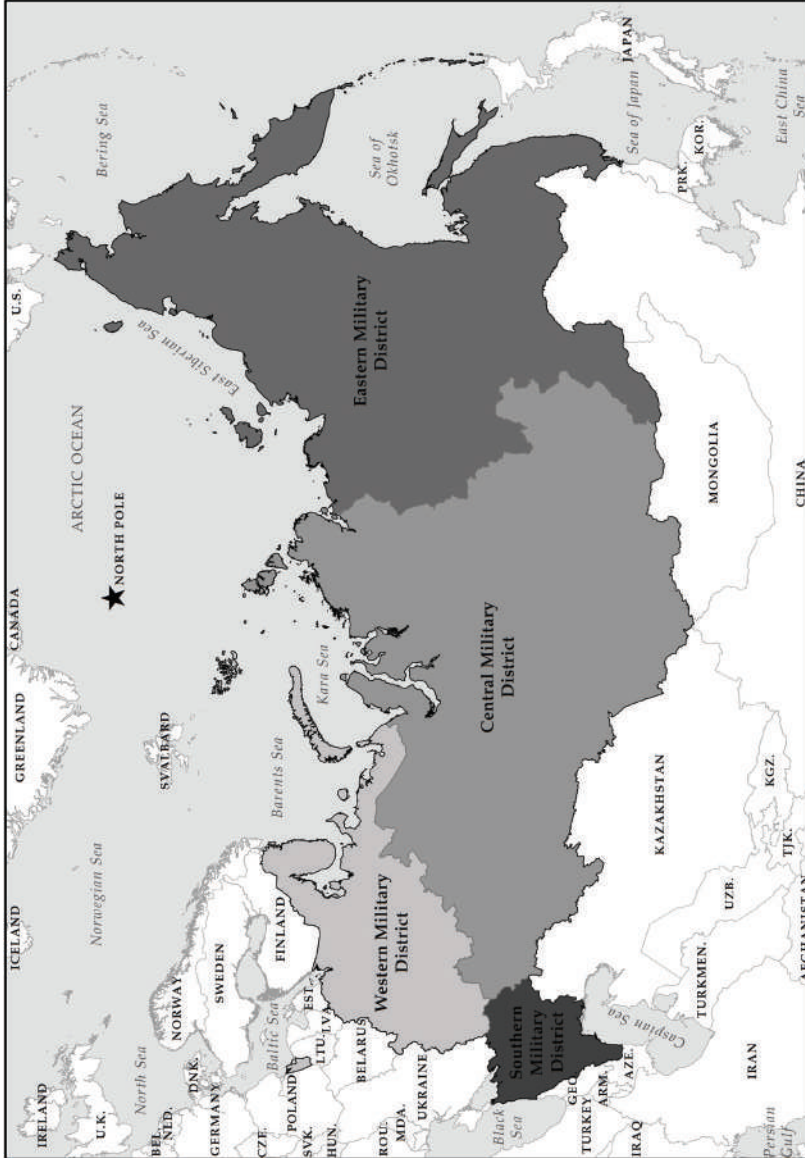 U.S.
CANADA
GREENLAND
ICELAND
IRELAND
U.K.
Bering Sea
ARCTIC OCEAN
NORTH POLE
SVALBARD
Norwegian Sea
North Sea
East Siberian Sea
Kara Sea
Barents Sea
NORWAY
SWEDEN
FINLAND
Baltic Sea
DNK.
NLD.
BEL.
GERMANY
POLAND
EST.
LVA.
LTU.
BELARUS
CZE.
SVK.
HUN.
ROU.
MDA.
UKRAINE
Sea of
Okhotsk
JAPAN
Sea of Japan
East China
Sea
KOR.
PRK.
Eastern Military
District
Central Military
District
Western Military
District
Southern
Military
District
Black
Sea
GEO.
ARM.
AZE.
TURKEY
IRAQ
Caspian Sea
Persian
Gulf
IRAN
TURKMEN.
UZB.
KAZAKHSTAN
KGZ.
TJK.
AFGHANISTAN
MONGOLIA
CHINA